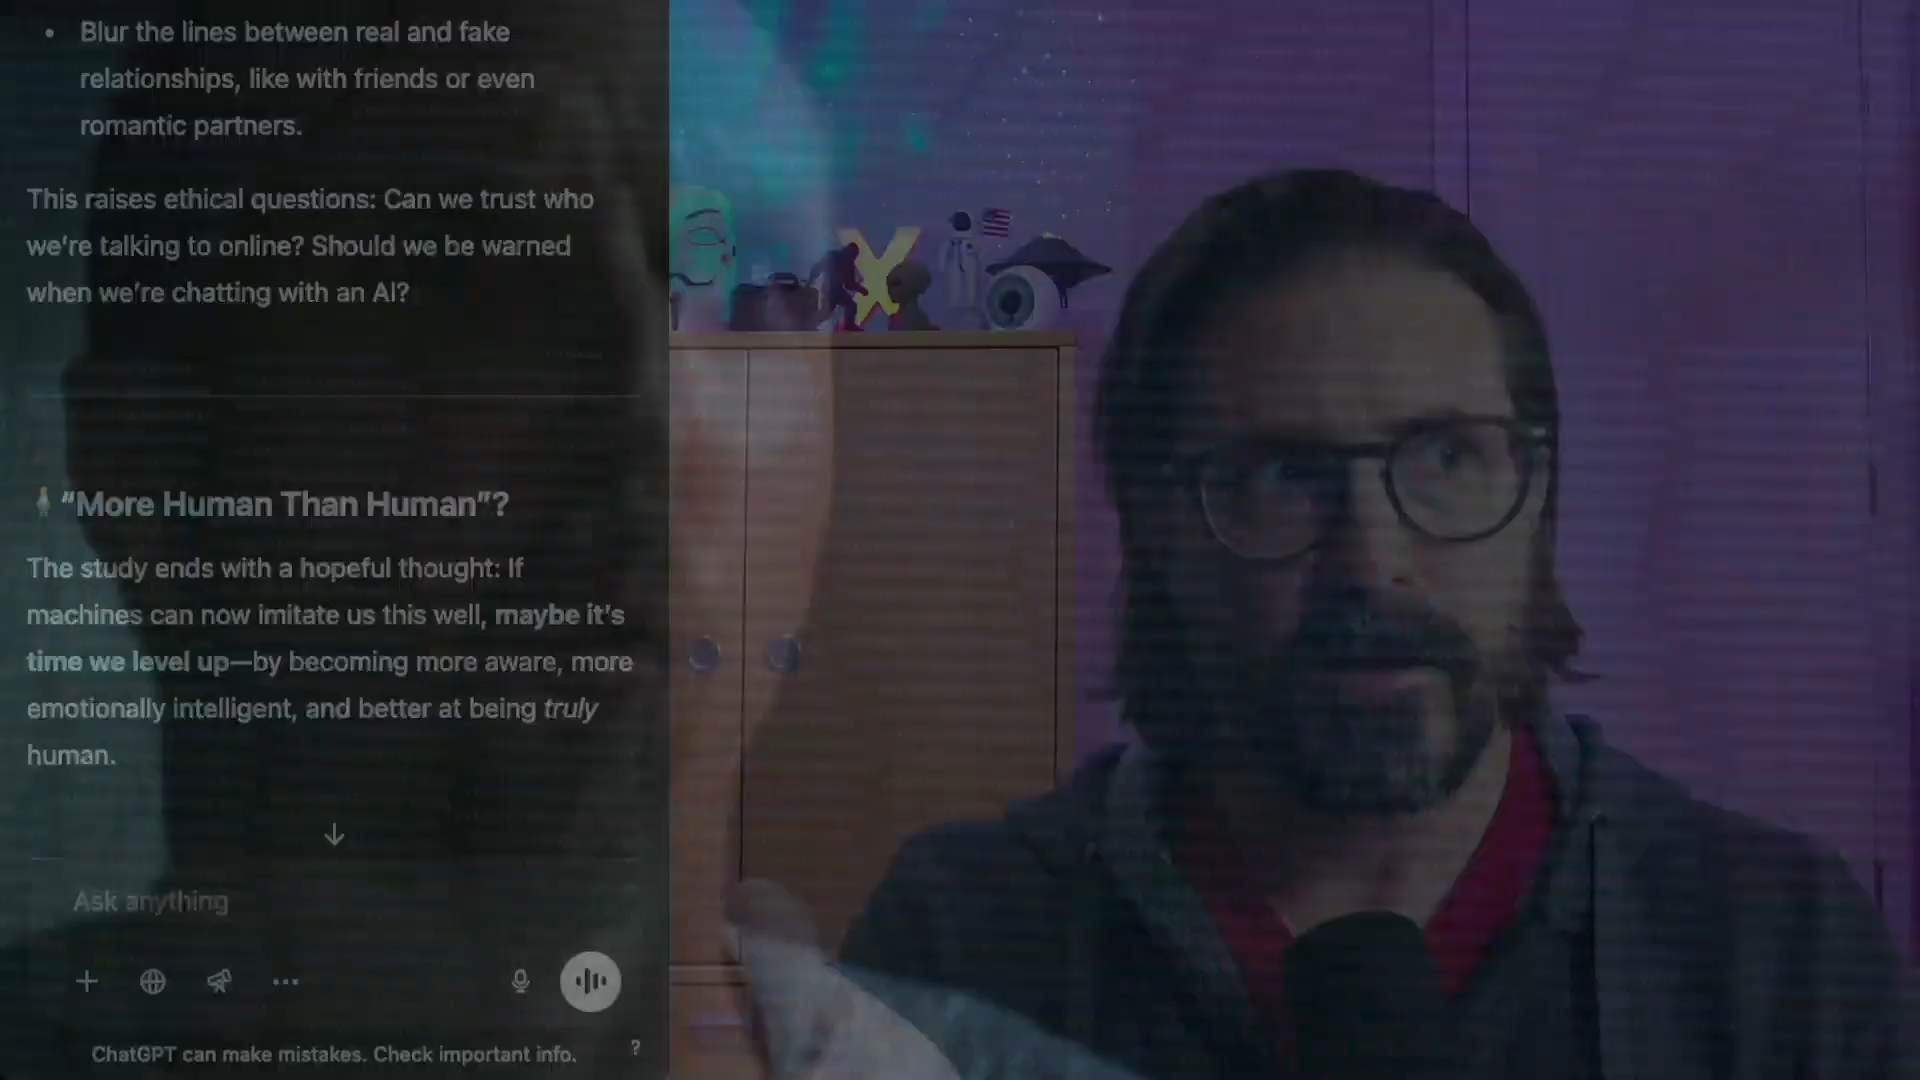 • Blur the lines between real and fake
relationships, like with friends or even
romantic partners.
This raises ethical questions: Can we trust who
we’re talking to online? Should we be warned
when we’re chatting with an AI?
“More Human Than Human”?
The study ends with a hopeful thought: If
machines can now imitate us this well, maybe it’s
time we level up—by becoming more aware, more
emotionally intelligent, and better at being truly
human.
Ask anything
ChatGPT can make mistakes. Check important info.
?
X